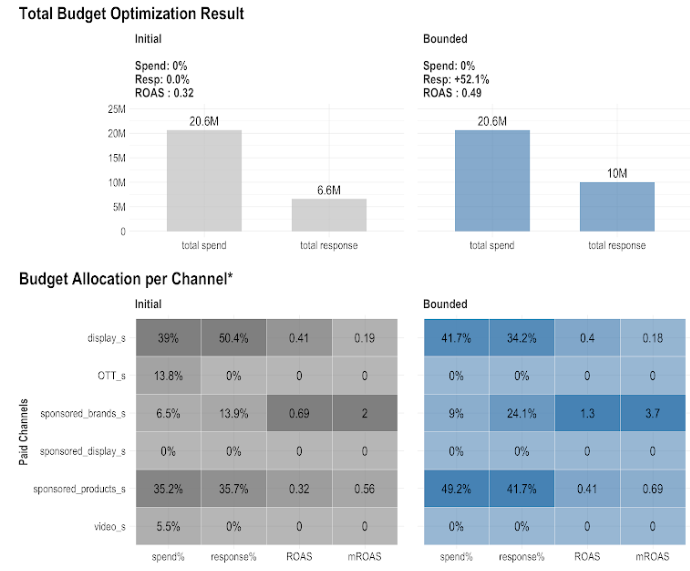 Total Budget Optimization Result
Initial
Bounded
Spend: 0%
Resp: 0.0%
ROAS : 0.32
Spend: 0%
Resp: +52.1%
ROAS : 0.49
25M
20M
15M
10M
5M
0
20.6M
6.6M
20.6M
10M
total spend
total response
total spend
total response
Budget Allocation per Channel*
Initial
Bounded
Paid Channels
display_s 39% 50.4% 0.41 0.19 41.7% 34.2% 0.4 0.18
OTT_s 13.8% 0% 0 0 0% 0% 0 0
sponsored_brands_s 6.5% 13.9% 0.69 2 9% 24.1% 1.3 3.7
sponsored_display_s 0% 0% 0 0 0% 0% 0 0
sponsored_products_s 35.2% 35.7% 0.32 0.56 49.2% 41.7% 0.41 0.69
video_s 5.5% 0% 0 0 0% 0% 0 0
spend% response% ROAS mROAS spend% response% ROAS mROAS